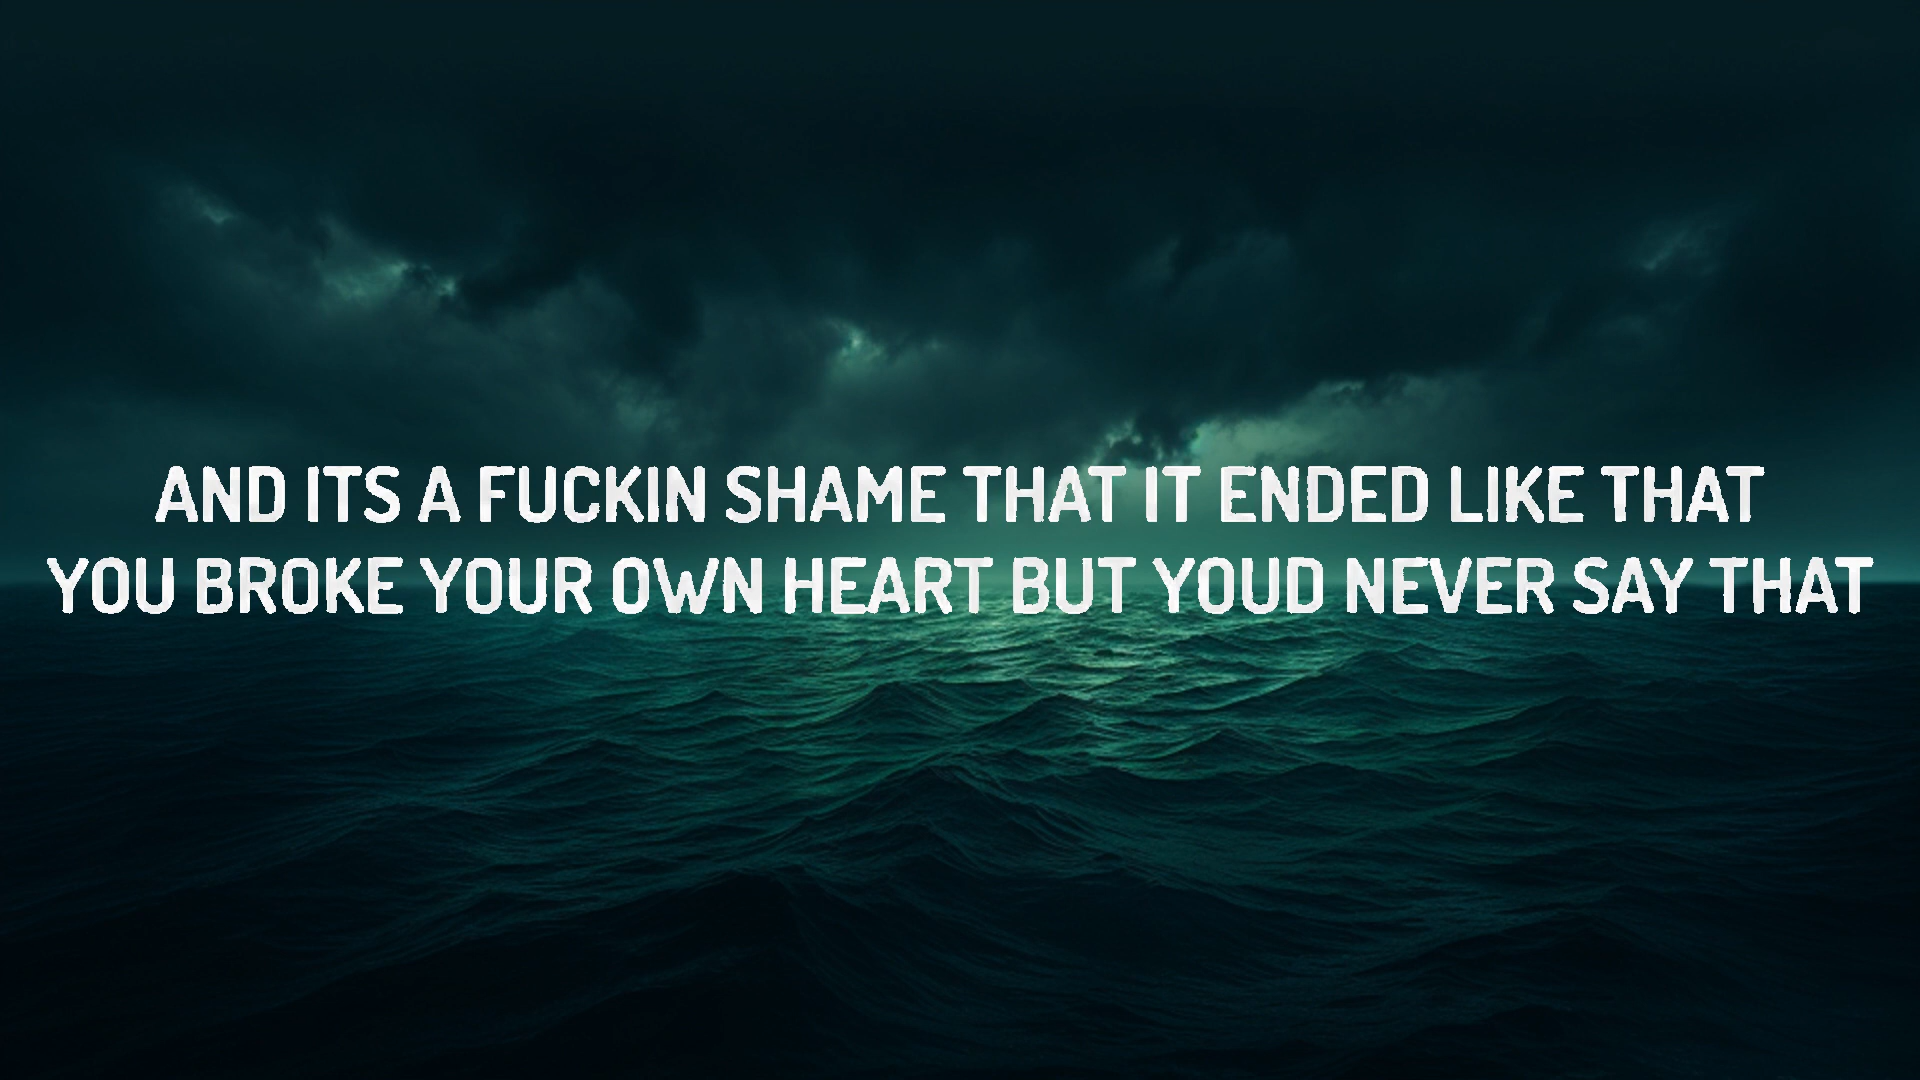 AND ITS A FUCKIN SHAME THAT IT ENDED LIKE THAT
YOU BROKE YOUR OWN HEART BUT YOUD NEVER SAY THAT